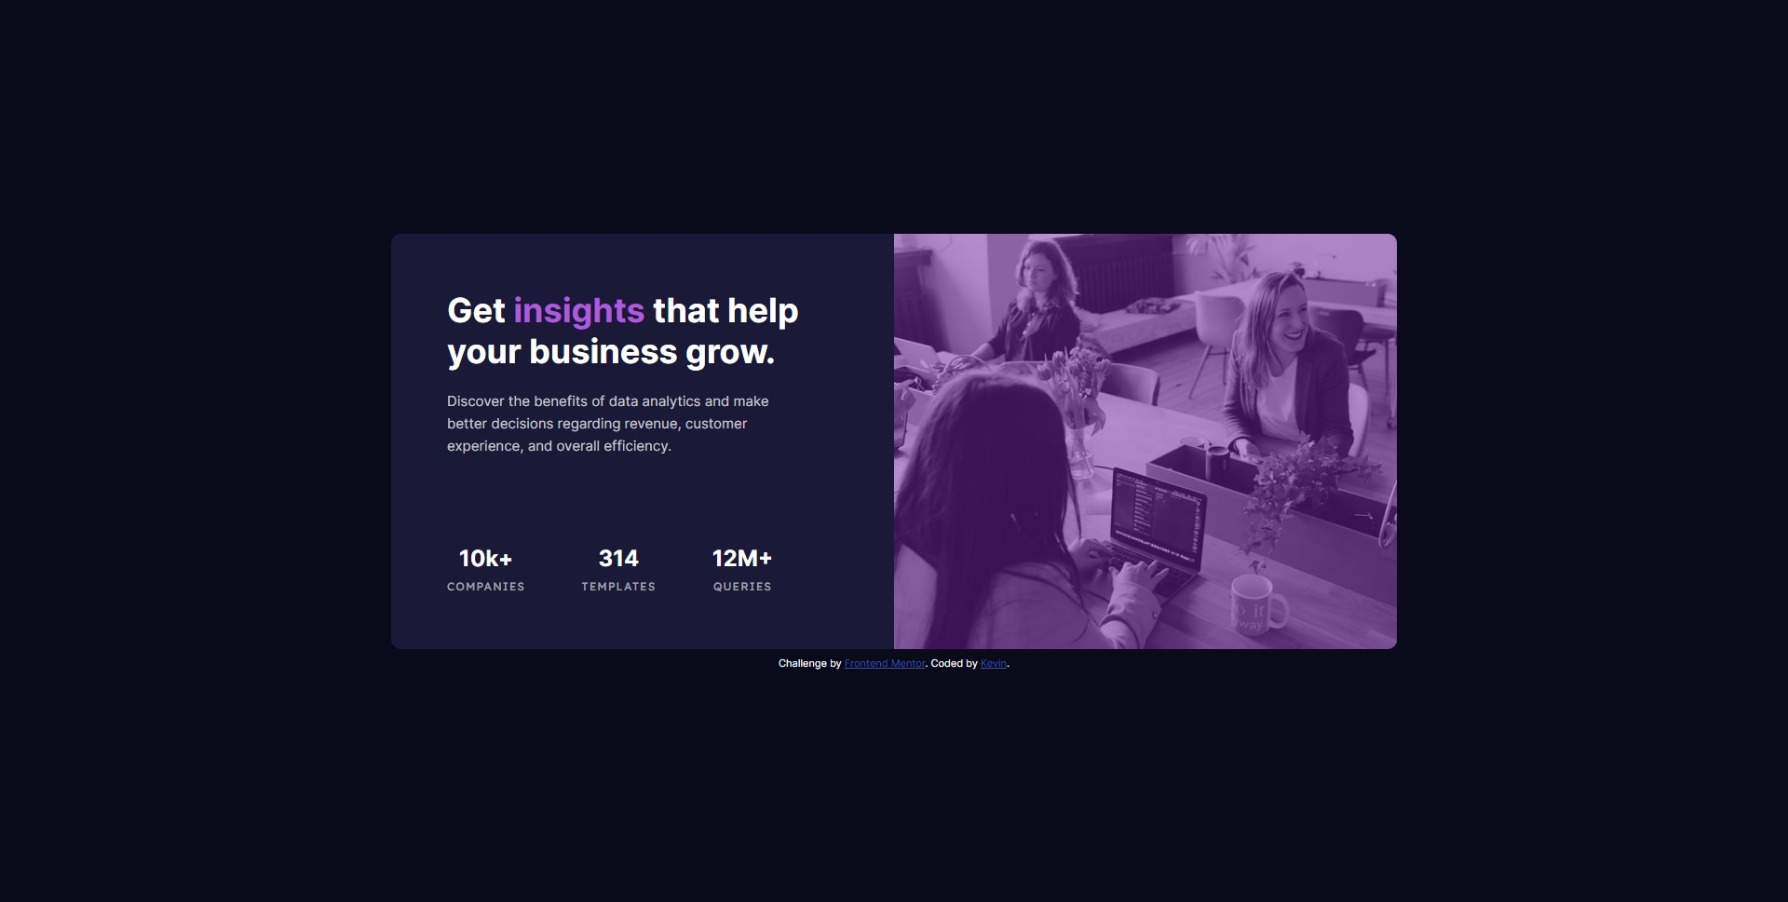 Get insights that help
your business grow.
Discover the benefits of data analytics and make
better decisions regarding revenue, customer
experience, and overall efficiency.
10k+ 314 12M+
COMPANIES TEMPLATES QUERIES
Challenge by Frontend Mentor. Coded by Kevin.